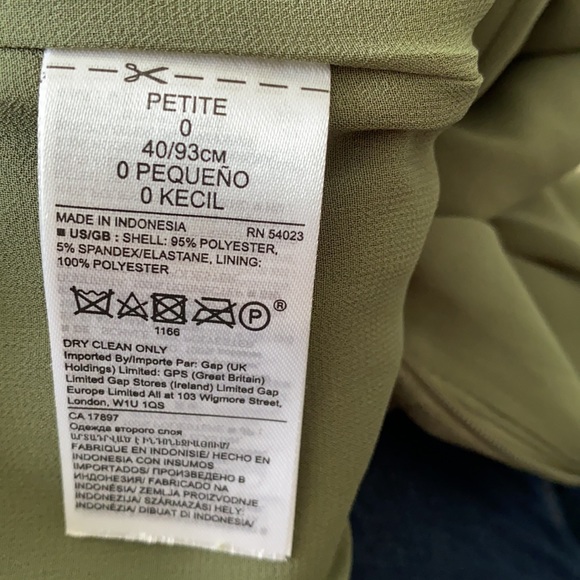 PETITE
0
40/93CM
0 PEQUEÑO
0 KECIL
MADE IN INDONESIA RN 54023
■ US/GB : SHELL: 95% POLYESTER,
5% SPANDEX/ELASTANE, LINING:
100% POLYESTER
P ®
1166
DRY CLEAN ONLY
Imported By/Importe Par: Gap (UK
Holdings) Limited: GPS (Great Britain)
Limited Gap Stores (Ireland) Limited Gap
Europe Limited All at 103 Wigmore Street,
London, W1U 1QS
CA 17897
Одежда второго слоя
FABRIQUE EN INDONISIE/ HECHO EN
INDONESIA CON INSUMOS
IMPORTADOS/ ПРОИЗВЕДЕНО В
ИНДОНЕЗИЯ/ FABRICADO NA
INDONÉSIA/ ZEMLJA PROIZVODNJE
INDONEZIJA/ SZÁRMAZÁSI HELY:
INDONÉZIA/ DIBUAT DI INDONESIA/